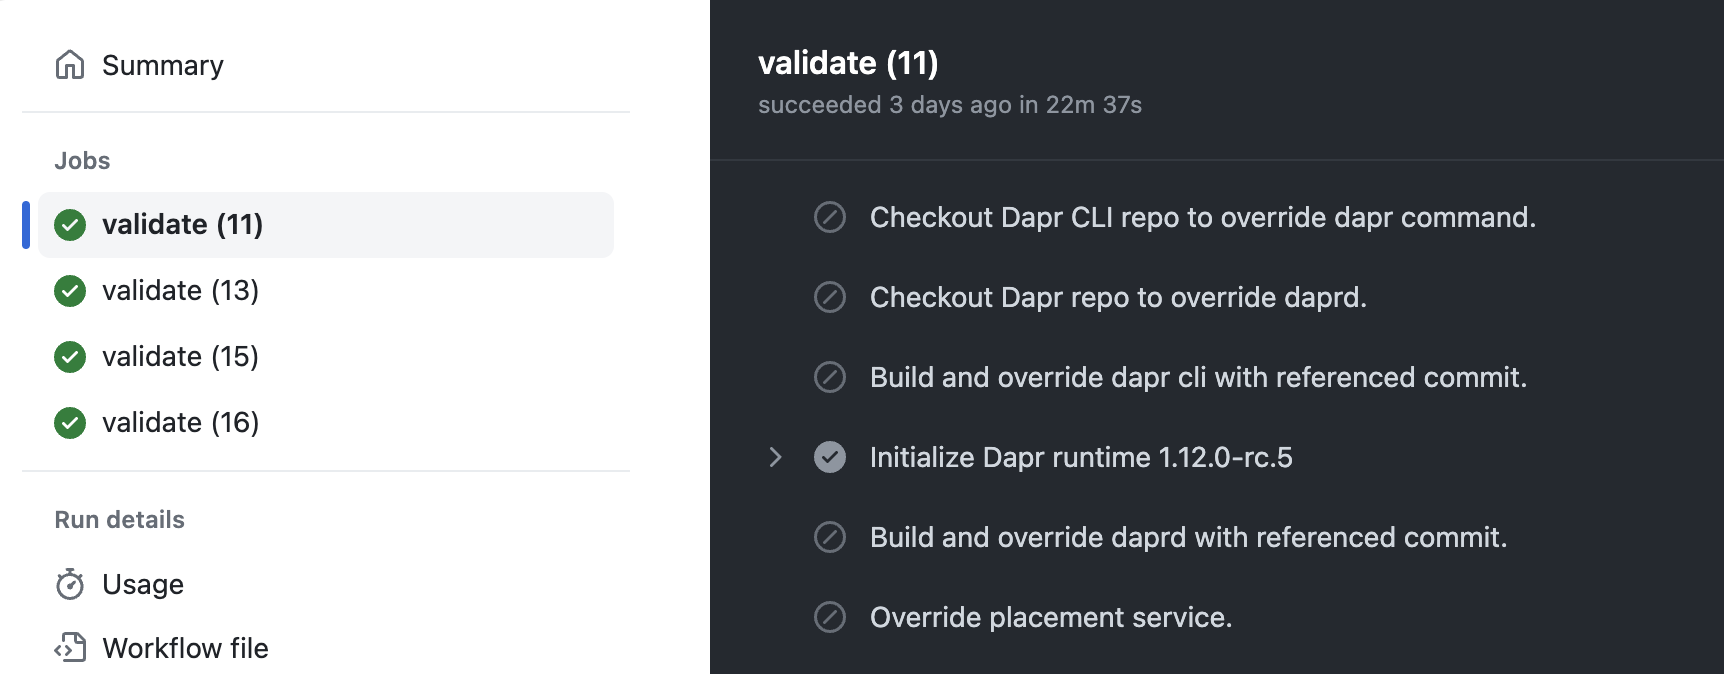 Summary
Jobs
validate (11)
validate (13)
validate (15)
validate (16)
Run details
Usage
Workflow file
validate (11)
succeeded 3 days ago in 22m 37s
Checkout Dapr CLI repo to override dapr command.
Checkout Dapr repo to override daprd.
Build and override dapr cli with referenced commit.
Initialize Dapr runtime 1.12.0-rc.5
Build and override daprd with referenced commit.
Override placement service.